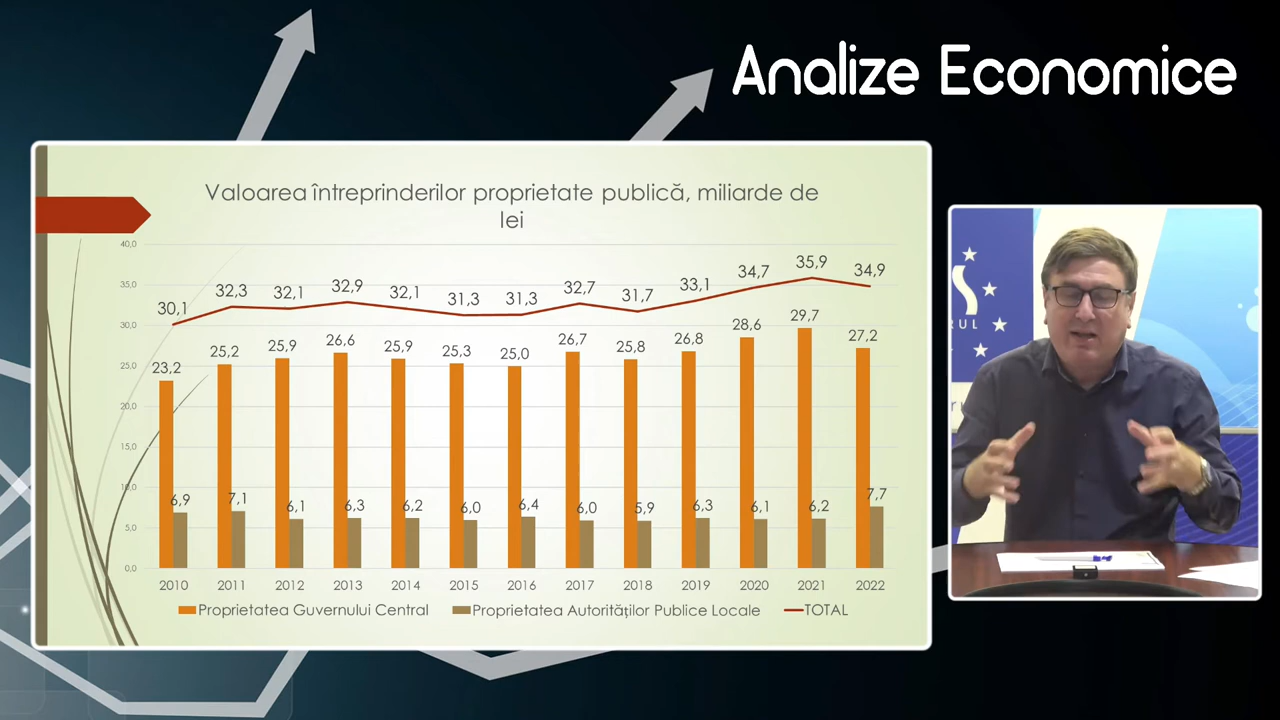 Analize Economice
Valoarea întreprinderilor proprietate publică, miliarde de
lei
40,0
35,0
30,0
25,0
20,0
15,0
10,0
5,0
0,0
30,1 32,3 32,1 32,9 32,1 31,3 31,3 32,7 31,7 33,1 34,7 35,9 34,9
23,2 25,2 25,9 26,6 25,9 25,3 25,0 26,7 25,8 26,8 28,6 29,7 27,2
6,9 7,1 6,1 6,3 6,2 6,0 6,4 6,0 5,9 6,3 6,1 6,2 7,7
2010 2011 2012 2013 2014 2015 2016 2017 2018 2019 2020 2021 2022
Proprietatea Guvernului Central Proprietatea Autorităților Publice Locale TOTAL
S
RUL